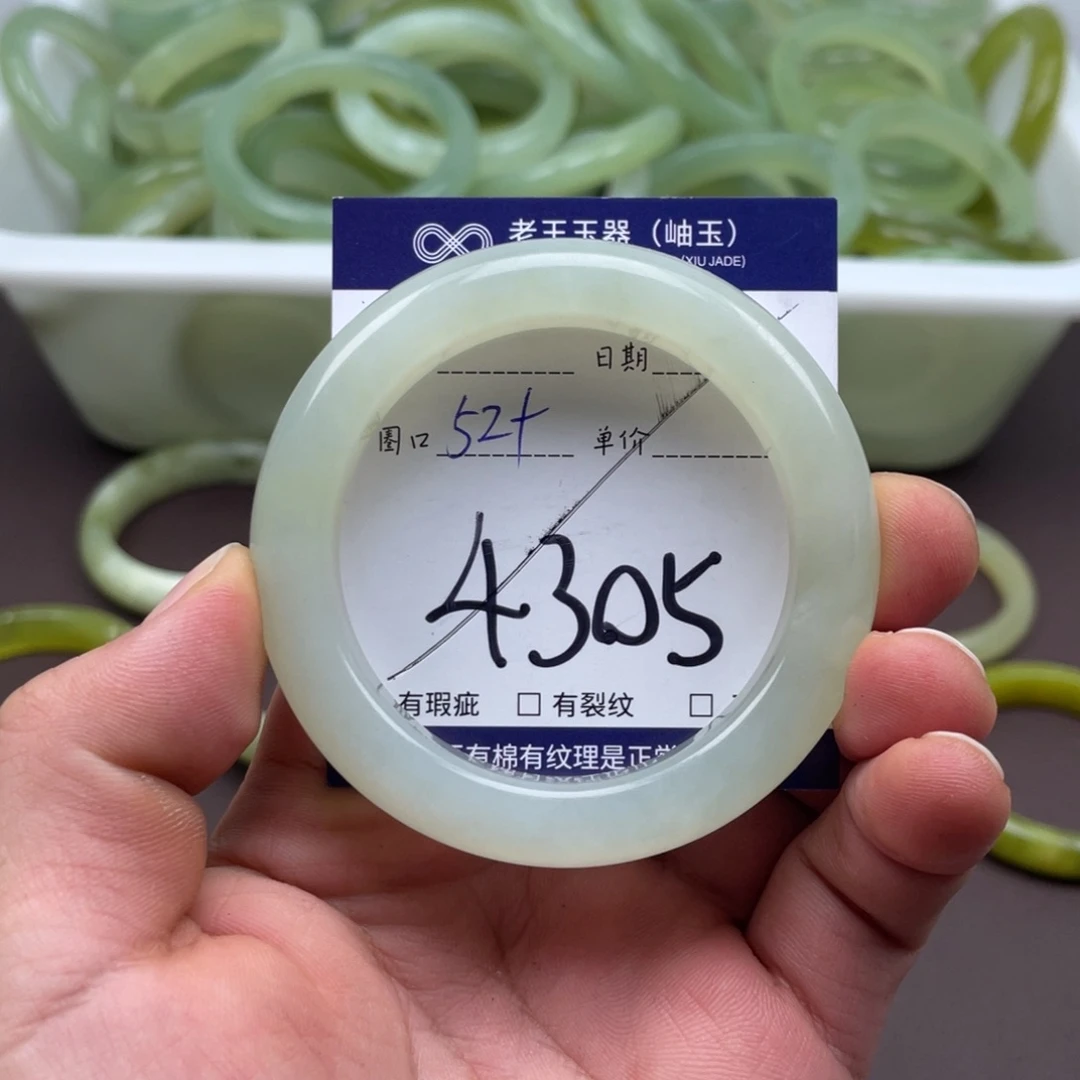 老王玉器（岫玉）
(XIU JADE)
日期
圈口 52+ 单价
4305
有瑕疵 □ 有裂纹 □
有棉有纹理是正常